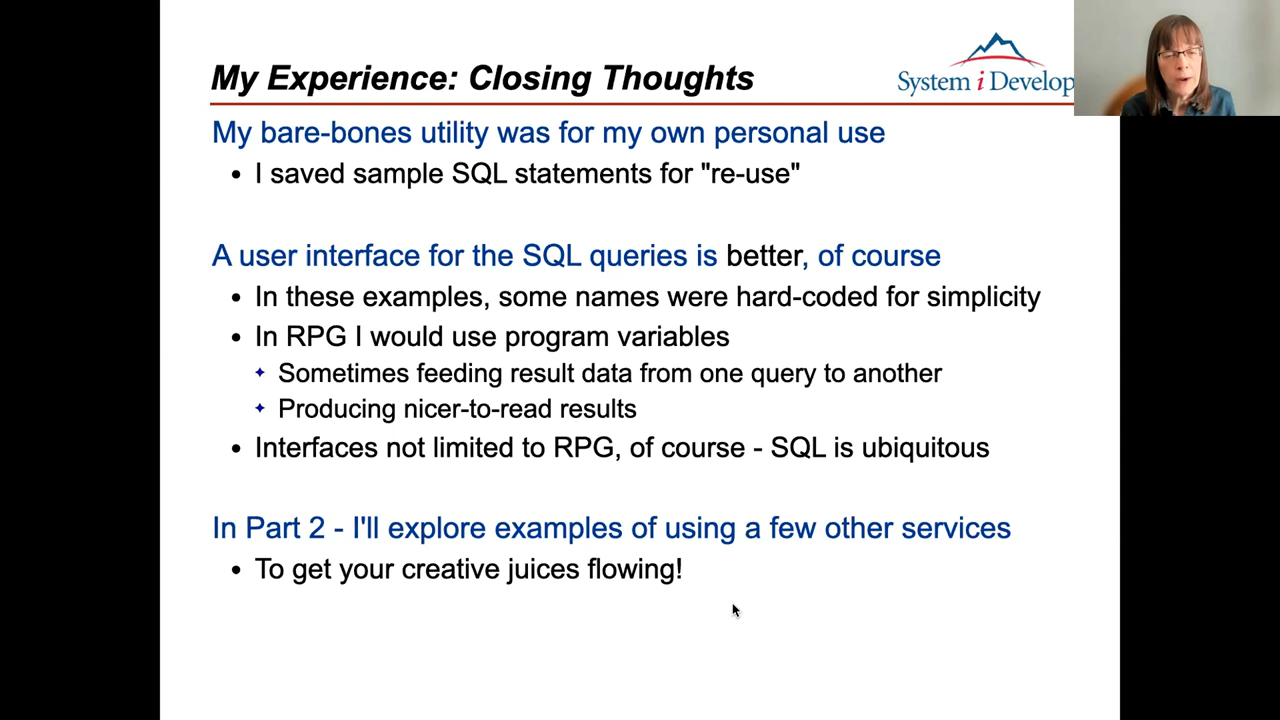 My Experience: Closing Thoughts
System i Develop
My bare-bones utility was for my own personal use
• I saved sample SQL statements for "re-use"
A user interface for the SQL queries is better, of course
• In these examples, some names were hard-coded for simplicity
• In RPG I would use program variables
✦ Sometimes feeding result data from one query to another
✦ Producing nicer-to-read results
• Interfaces not limited to RPG, of course - SQL is ubiquitous
In Part 2 - I'll explore examples of using a few other services
• To get your creative juices flowing!